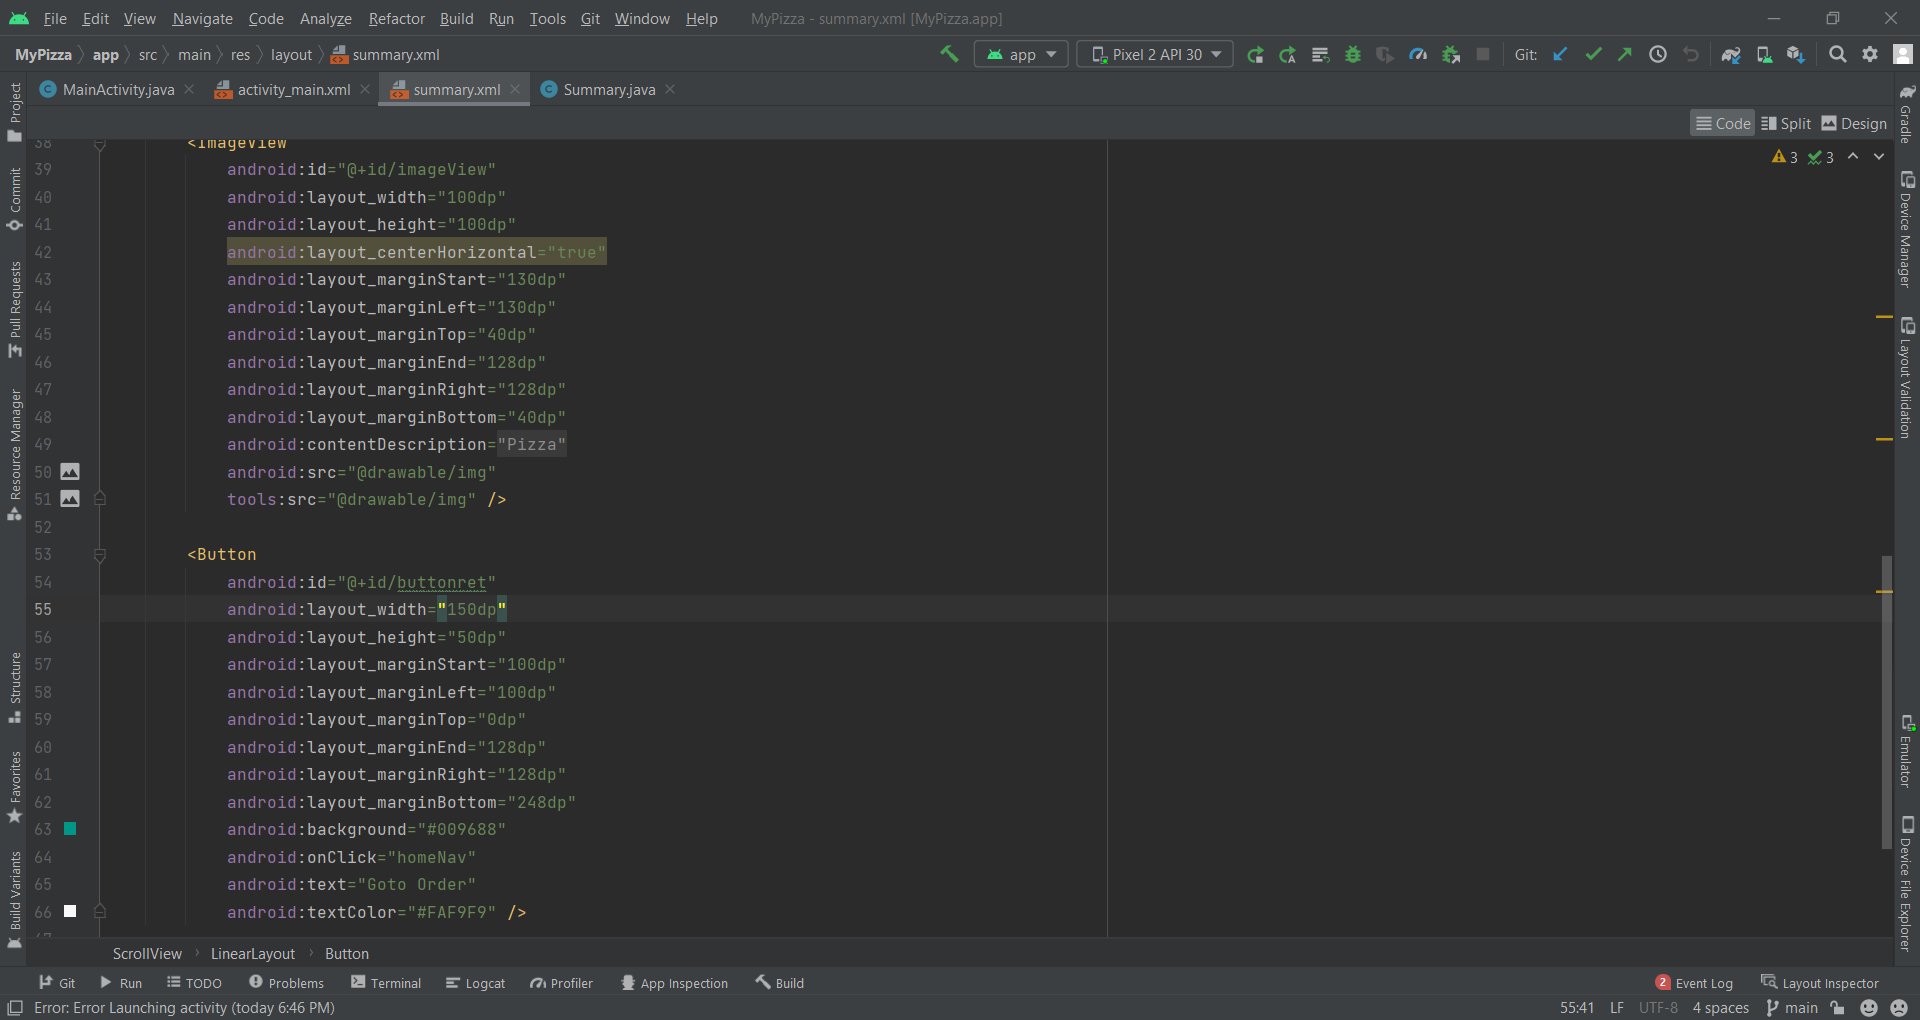 File Edit View Navigate Code Analyze Refactor Build Run Tools Git Window Help MyPizza - summary.xml [MyPizza.app]
MyPizza app src main res layout summary.xml app Pixel 2 API 30 Git:
MainActivity.java activity_main.xml summary.xml Summary.java
Code Split Design
3 3
38 <ImageView
39 android:id="@+id/imageView"
40 android:layout_width="100dp"
41 android:layout_height="100dp"
42 android:layout_centerHorizontal="true"
43 android:layout_marginStart="130dp"
44 android:layout_marginLeft="130dp"
45 android:layout_marginTop="40dp"
46 android:layout_marginEnd="128dp"
47 android:layout_marginRight="128dp"
48 android:layout_marginBottom="40dp"
49 android:contentDescription="Pizza"
50 android:src="@drawable/img"
51 tools:src="@drawable/img" />
52
53 <Button
54 android:id="@+id/buttonret"
55 android:layout_width="150dp"
56 android:layout_height="50dp"
57 android:layout_marginStart="100dp"
58 android:layout_marginLeft="100dp"
59 android:layout_marginTop="0dp"
60 android:layout_marginEnd="128dp"
61 android:layout_marginRight="128dp"
62 android:layout_marginBottom="248dp"
63 android:background="#009688"
64 android:onClick="homeNav"
65 android:text="Goto Order"
66 android:textColor="#FAF9F9" />
67
ScrollView LinearLayout Button
Project
Commit
Pull Requests
Resource Manager
Structure
Favorites
Build Variants
Gradle
Device Manager
Layout Validation
Emulator
Device File Explorer
Git Run TODO Problems Terminal Logcat Profiler App Inspection Build 2 Event Log Layout Inspector
Error: Error Launching activity (today 6:46 PM) 55:41 LF UTF-8 4 spaces main